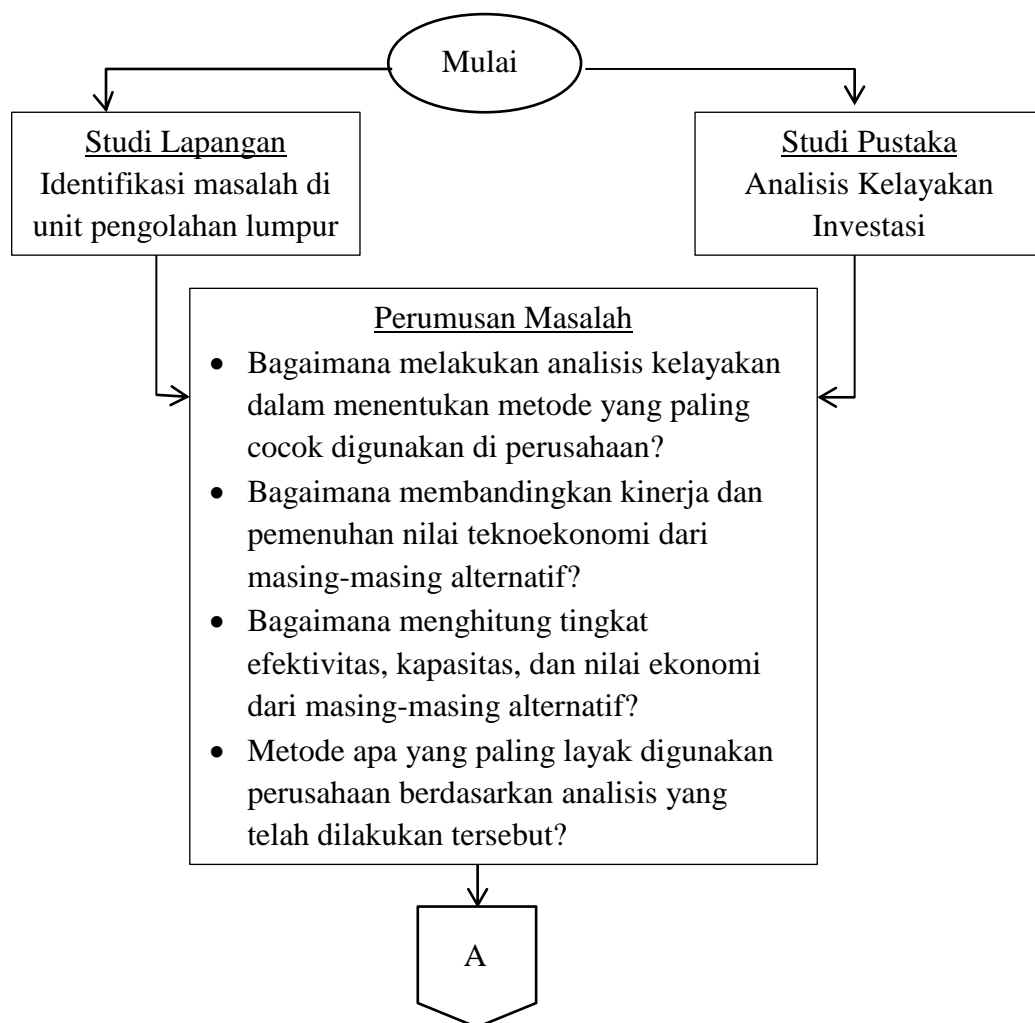 Mulai
Studi Lapangan
Identifikasi masalah di
unit pengolahan lumpur
Studi Pustaka
Analisis Kelayakan
Investasi
Perumusan Masalah
• Bagaimana melakukan analisis kelayakan
dalam menentukan metode yang paling
cocok digunakan di perusahaan?
• Bagaimana membandingkan kinerja dan
pemenuhan nilai teknoekonomi dari
masing-masing alternatif?
• Bagaimana menghitung tingkat
efektivitas, kapasitas, dan nilai ekonomi
dari masing-masing alternatif?
• Metode apa yang paling layak digunakan
perusahaan berdasarkan analisis yang
telah dilakukan tersebut?
A